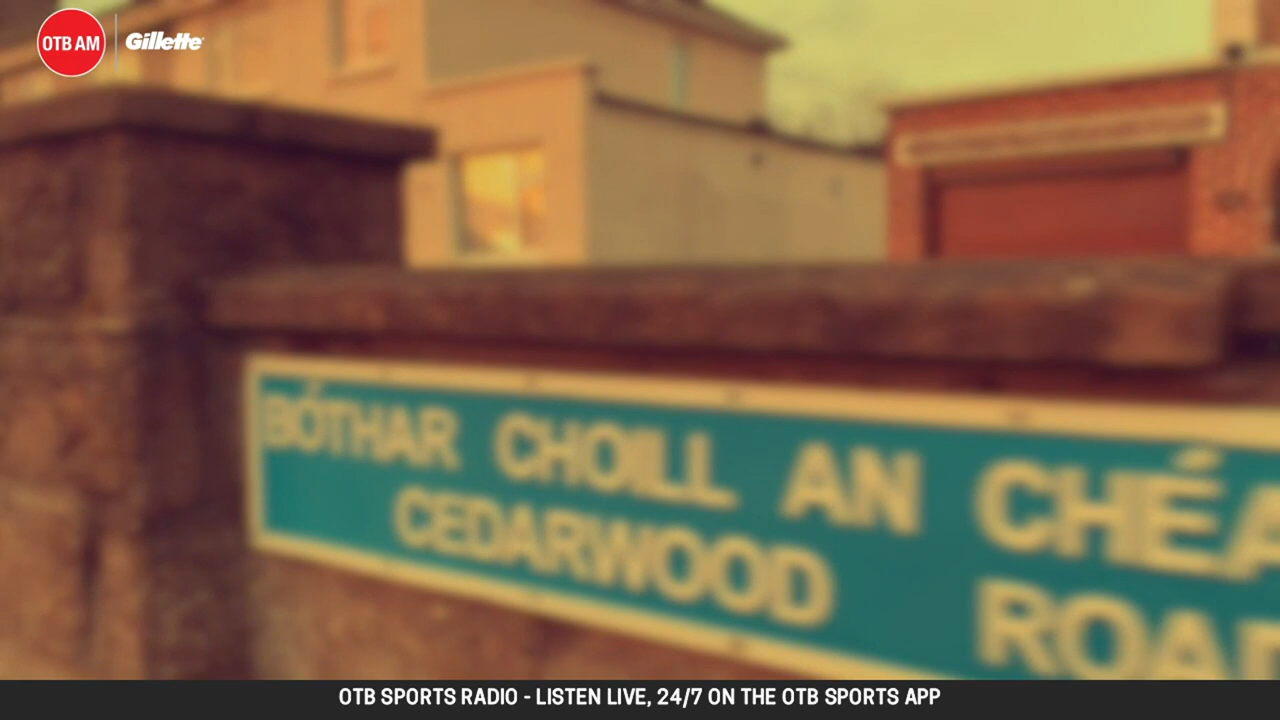 OTB AM
Gillette
BÓTHAR CHOILL AN
CEDARWOOD
OTB SPORTS RADIO - LISTEN LIVE, 24/7 ON THE OTB SPORTS APP